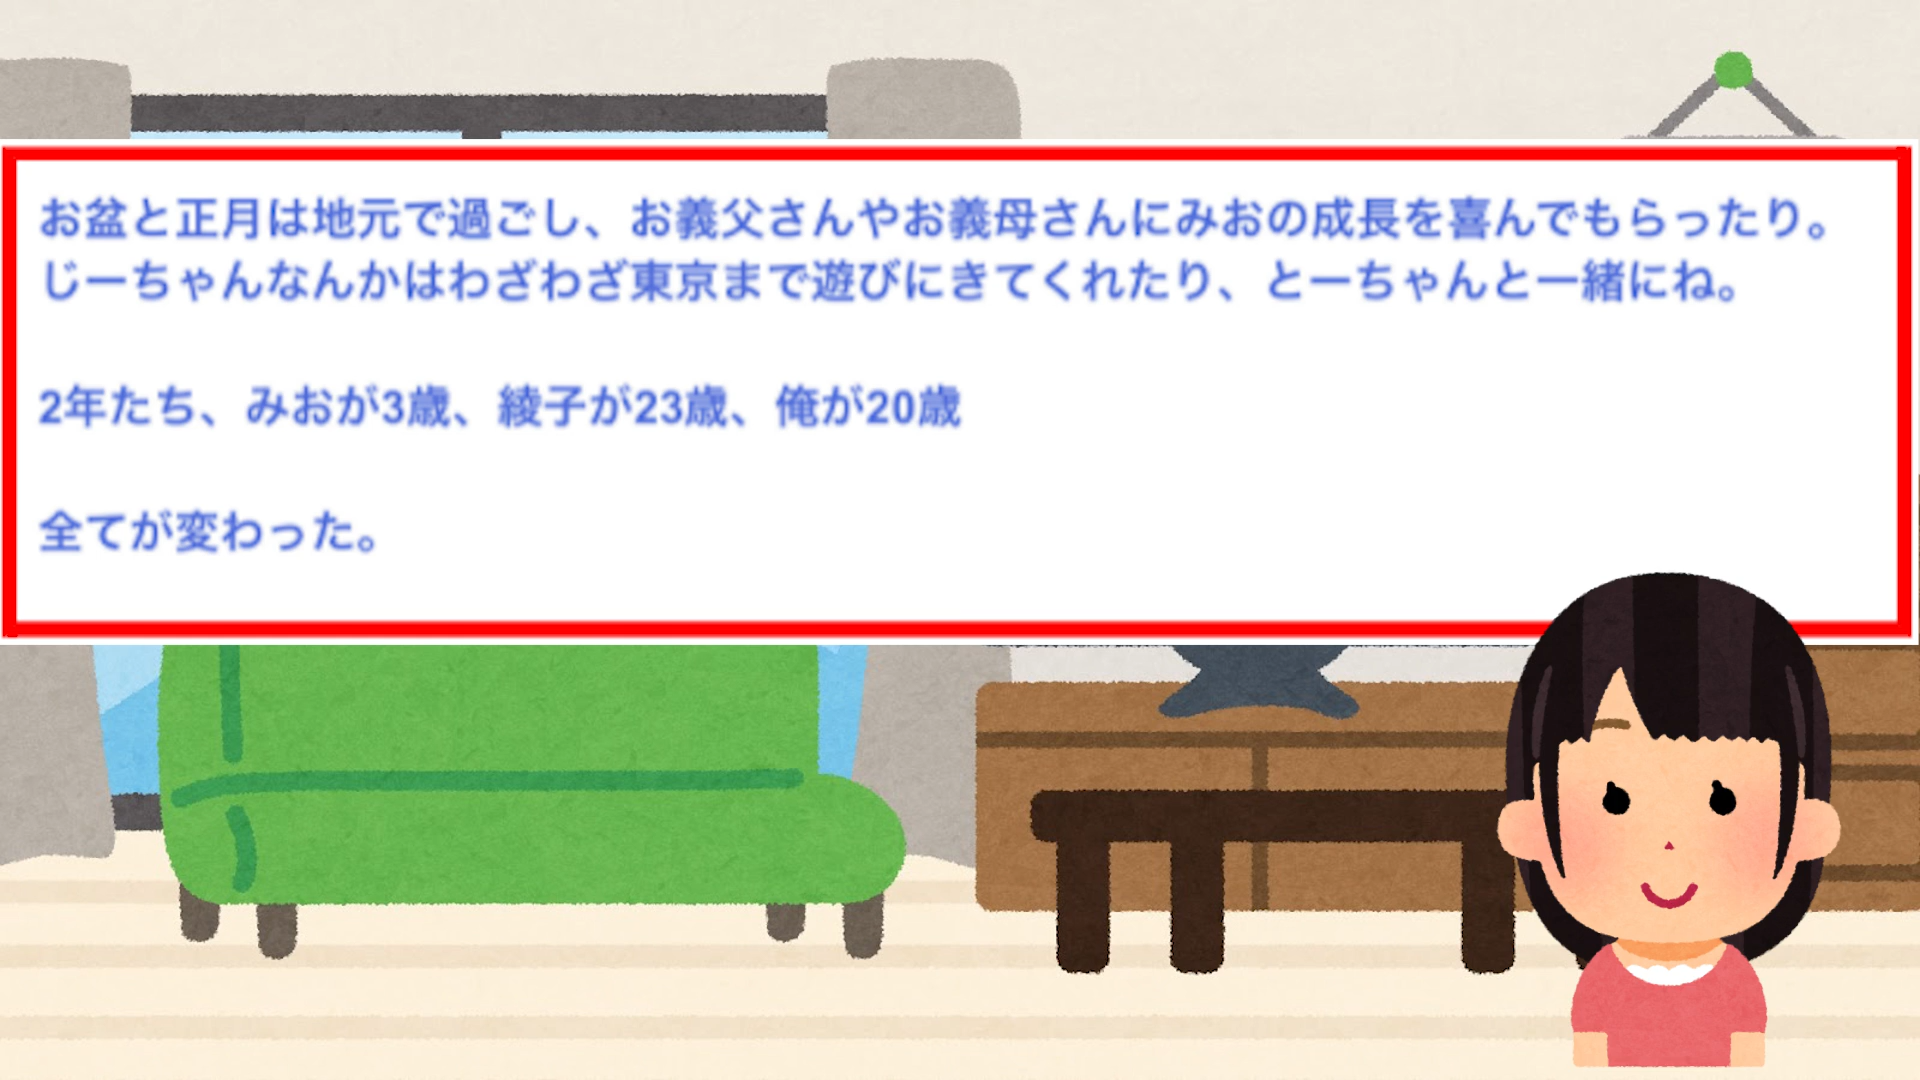 お盆と正月は地元で過ごし、お義父さんやお義母さんにみおの成長を喜んでもらったり。
じーちゃんなんかはわざわざ東京まで遊びにきてくれたり、とーちゃんと一緒にね。
2年たち、みおが3歳、綾子が23歳、俺が20歳
全てが変わった。